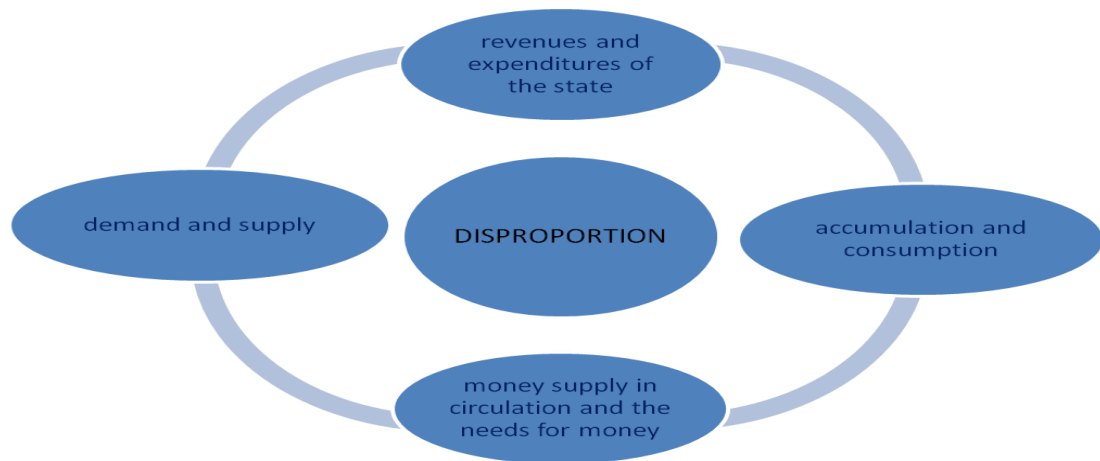 revenues and
expenditures of
the state
demand and supply
DISPROPORTION
accumulation and
consumption
money supply in
circulation and the
needs for money